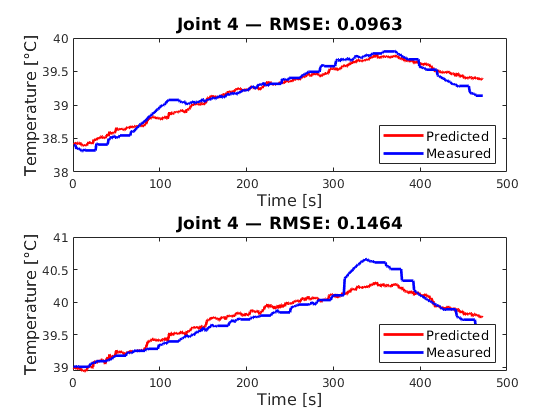 Joint 4 — RMSE: 0.0963
Temperature [°C]
40
39.5
39
38.5
38
0 100 200 300 400 500
Predicted
Measured
Time [s]
Joint 4 — RMSE: 0.1464
Temperature [°C]
41
40.5
40
39.5
39
0 100 200 300 400 500
Predicted
Measured
Time [s]